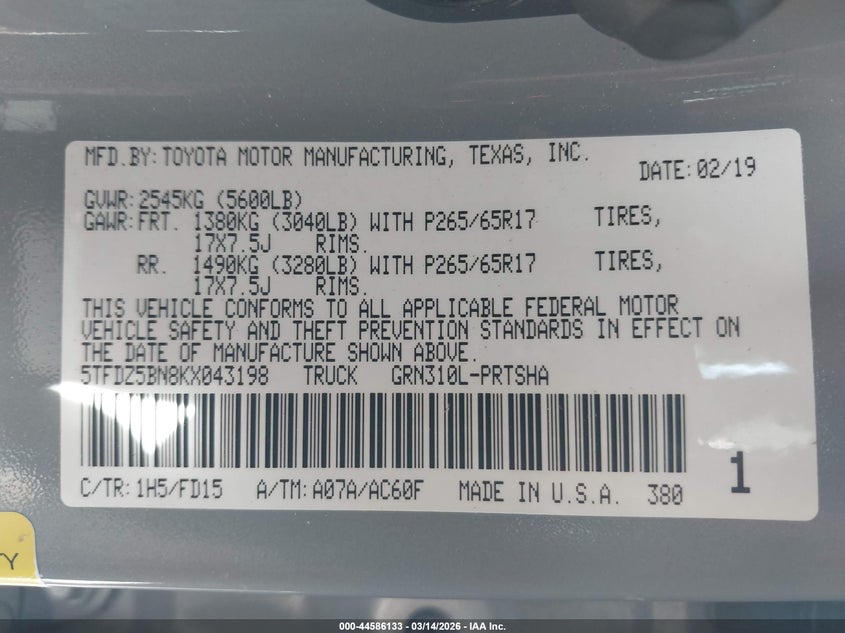 MFD.BY: TOYOTA MOTOR MANUFACTURING, TEXAS, INC.
DATE: 02/19
GVWR: 2545KG (5600LB)
GAWR: FRT. 1380KG (3040LB) WITH P265/65R17 TIRES,
17X7.5J RIMS.
RR. 1490KG (3280LB) WITH P265/65R17 TIRES,
17X7.5J RIMS.
THIS VEHICLE CONFORMS TO ALL APPLICABLE FEDERAL MOTOR
VEHICLE SAFETY AND THEFT PREVENTION STANDARDS IN EFFECT ON
THE DATE OF MANUFACTURE SHOWN ABOVE.
5TFDZ5BN8KX043198 TRUCK GRN310L-PRTSHA
C/TR: 1H5/FD15 A/TM: A07A/AC60F MADE IN U.S.A. 380
1
000-44586133 - 03/14/2026 - IAA Inc.